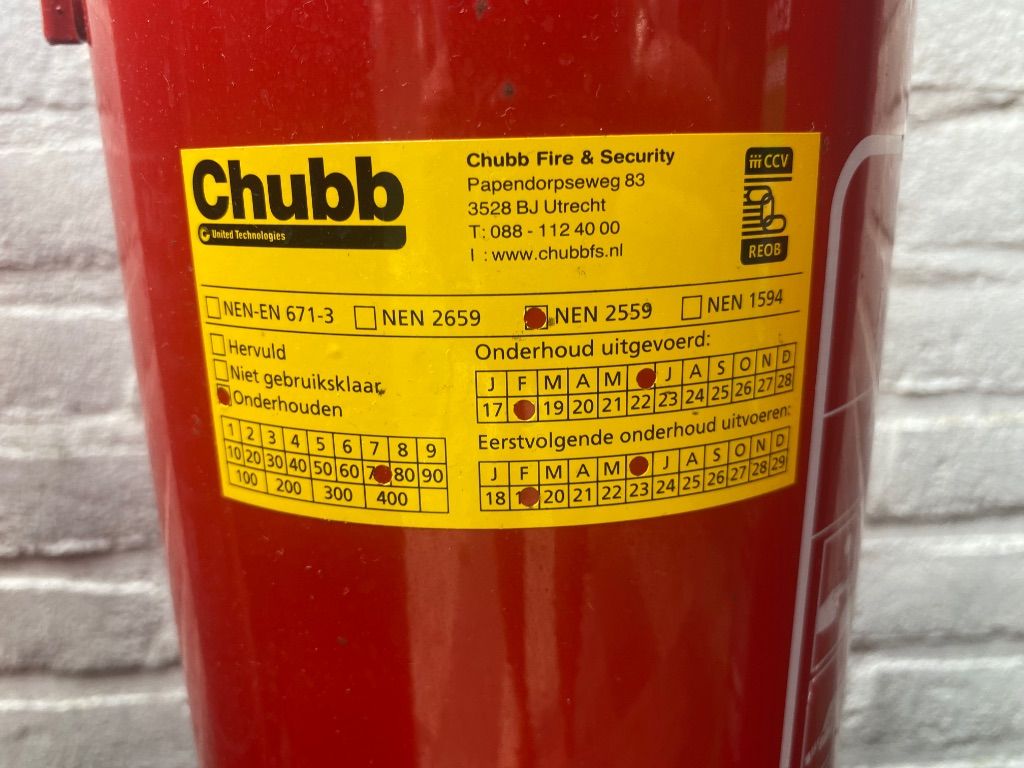 Chubb
United Technologies
Chubb Fire & Security
Papendorpseweg 83
3528 BJ Utrecht
T: 088 - 112 40 00
I : www.chubbfs.nl
CCV
REOB
NEN-EN 671-3 NEN 2659 NEN 2559 NEN 1594
Hervuld
Niet gebruiksklaar
Onderhouden
1 2 3 4 5 6 7 8 9
10 20 30 40 50 60 7 80 90
100 200 300 400
Onderhoud uitgevoerd:
J F M A M J A S O N D
17 19 20 21 22 23 24 25 26 27 28
Eerstvolgende onderhoud uitvoeren:
J F M A M J A S O N D
18 1 20 21 22 23 24 25 26 27 28 29